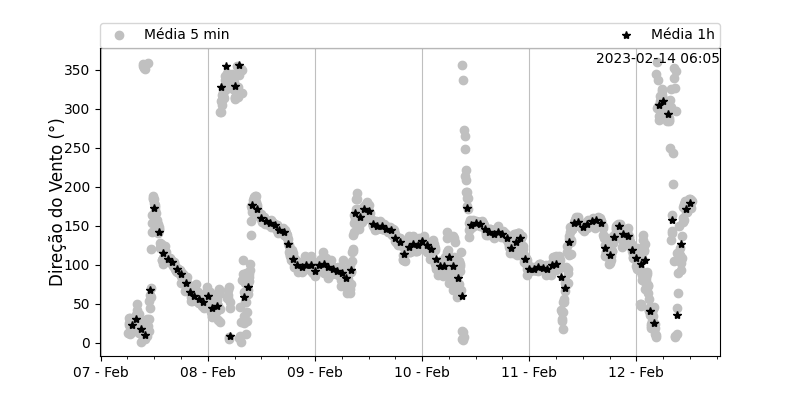 Média 5 min
Média 1h
2023-02-14 06:05
Direção do Vento (°)
350
300
250
200
150
100
50
0
07 - Feb
08 - Feb
09 - Feb
10 - Feb
11 - Feb
12 - Feb